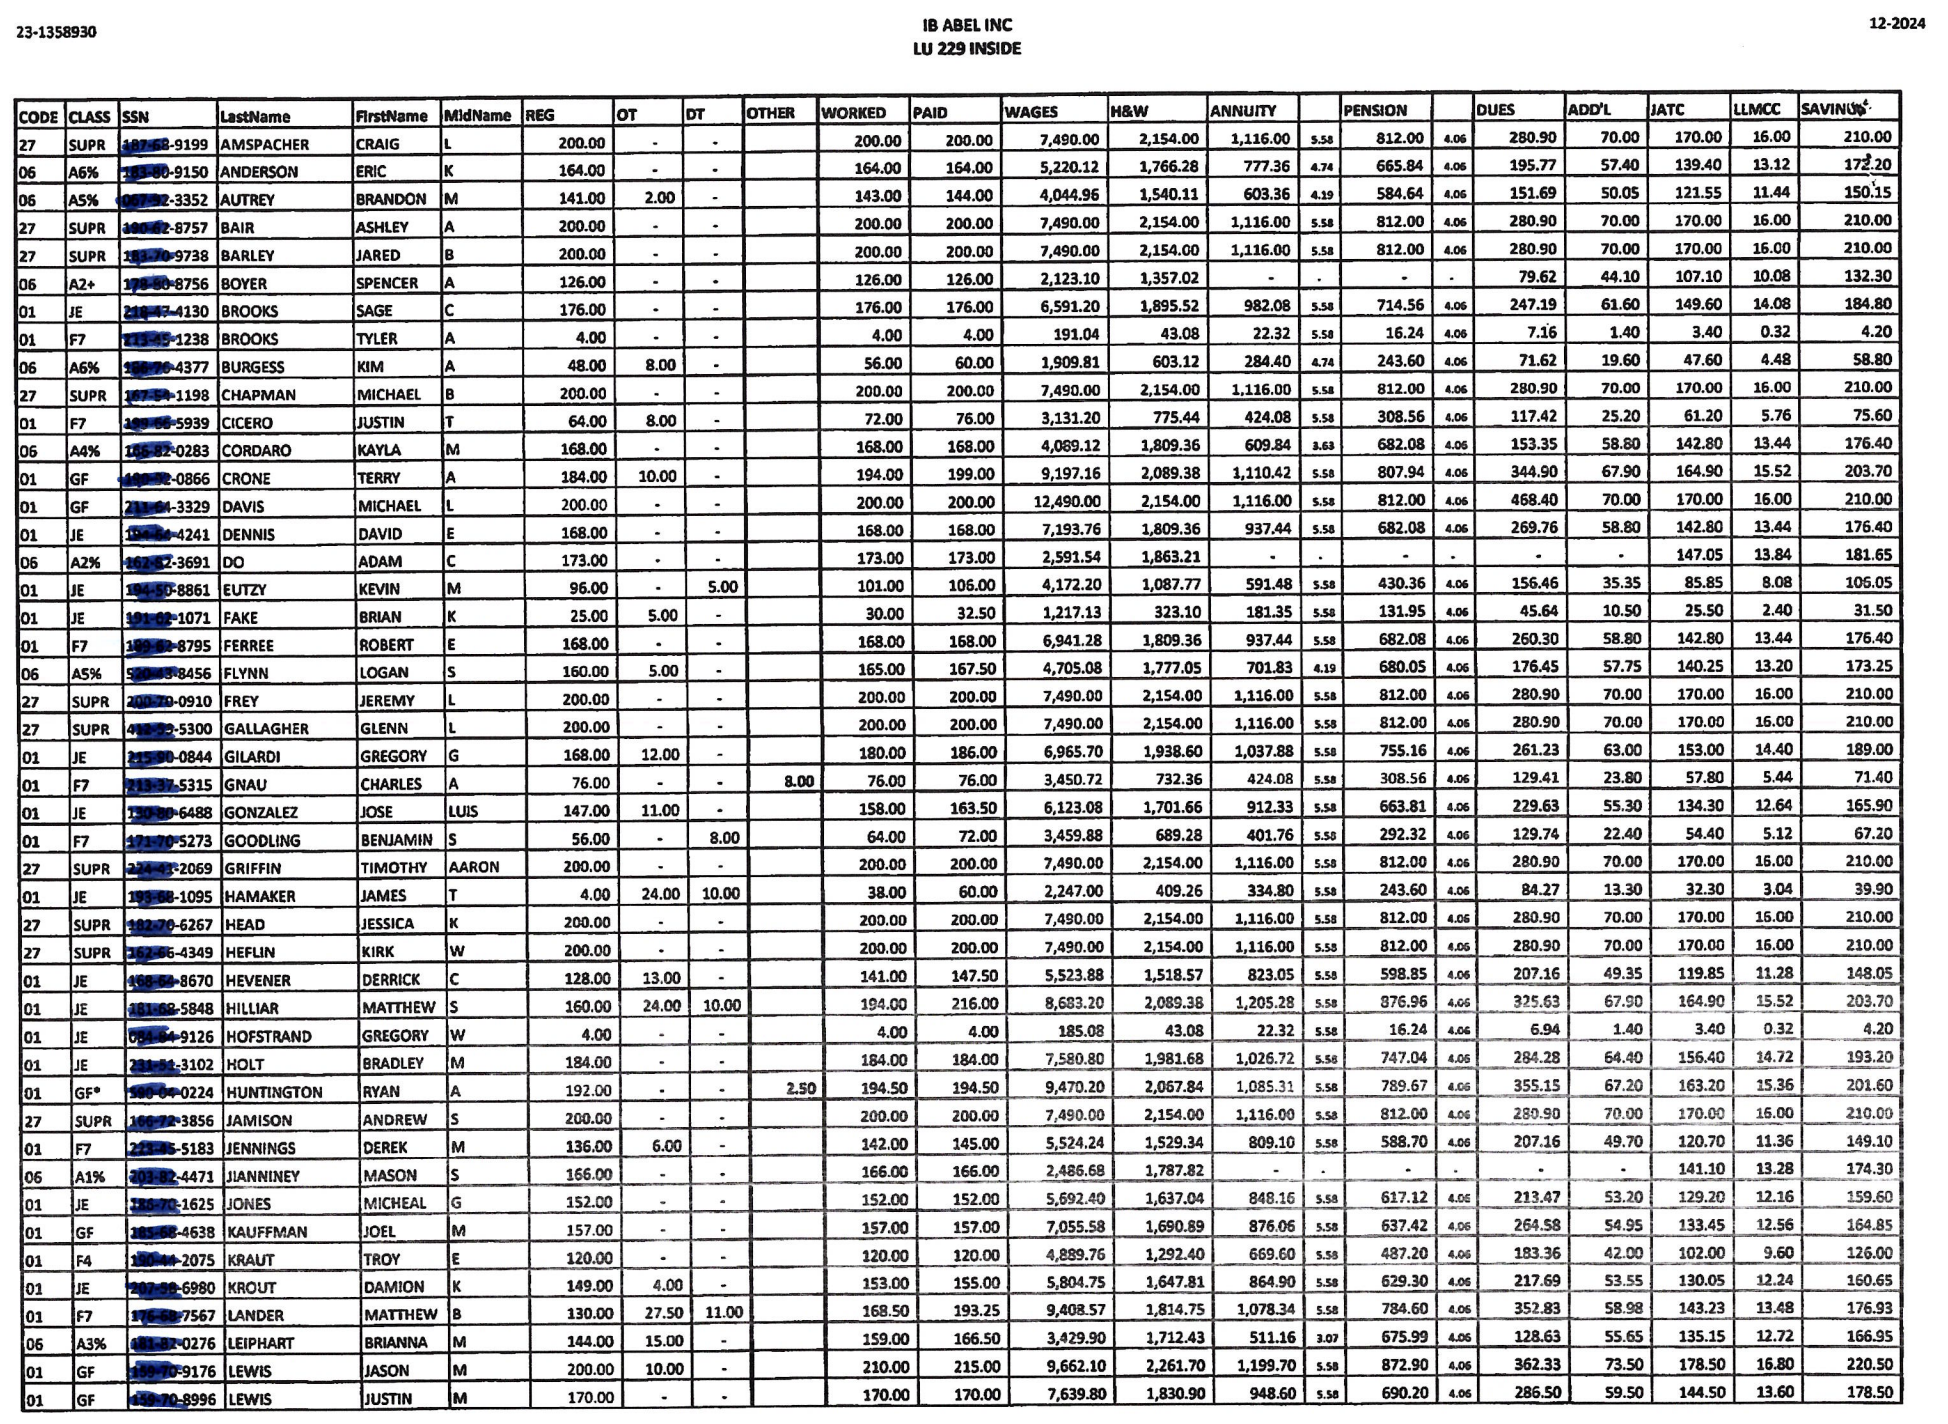 23-1358930
IB ABEL INC
12-2024
LU 229 INSIDE
CODE CLASS SSN LastName FirstName MidName REG OT DT OTHER WORKED PAID WAGES H&W ANNUITY PENSION DUES ADD'L JATC LLMCC SAVINGS
27 SUPR -9199 AMSPACHER CRAIG L 200.00 - - 200.00 200.00 7,490.00 2,154.00 1,116.00 5.58 812.00 4.06 280.90 70.00 170.00 16.00 210.00
06 A6% -9150 ANDERSON ERIC K 164.00 - - 164.00 164.00 5,220.12 1,766.28 777.36 4.74 665.84 4.06 195.77 57.40 139.40 13.12 172.20
06 A5% -3352 AUTREY BRANDON M 141.00 2.00 - 143.00 144.00 4,044.96 1,540.11 603.36 4.19 584.64 4.06 151.69 50.05 121.55 11.44 150.15
27 SUPR -8757 BAIR ASHLEY A 200.00 - - 200.00 200.00 7,490.00 2,154.00 1,116.00 5.58 812.00 4.06 280.90 70.00 170.00 16.00 210.00
27 SUPR -9738 BARLEY JARED B 200.00 - - 200.00 200.00 7,490.00 2,154.00 1,116.00 5.58 812.00 4.06 280.90 70.00 170.00 16.00 210.00
06 A2+ -8756 BOYER SPENCER A 126.00 - - 126.00 126.00 2,123.10 1,357.02 - - - - 79.62 44.10 107.10 10.08 132.30
01 JE -4130 BROOKS SAGE C 176.00 - - 176.00 176.00 6,591.20 1,895.52 982.08 5.58 714.56 4.06 247.19 61.60 149.60 14.08 184.80
01 F7 -1238 BROOKS TYLER A 4.00 - - 4.00 4.00 191.04 43.08 22.32 5.58 16.24 4.06 7.16 1.40 3.40 0.32 4.20
06 A6% -4377 BURGESS KIM A 48.00 8.00 - 56.00 60.00 1,909.81 603.12 284.40 4.74 243.60 4.06 71.62 19.60 47.60 4.48 58.80
27 SUPR -1198 CHAPMAN MICHAEL B 200.00 - - 200.00 200.00 7,490.00 2,154.00 1,116.00 5.58 812.00 4.06 280.90 70.00 170.00 16.00 210.00
01 F7 -5939 CICERO JUSTIN T 64.00 8.00 - 72.00 76.00 3,131.20 775.44 424.08 5.58 308.56 4.06 117.42 25.20 61.20 5.76 75.60
06 A4% -0283 CORDARO KAYLA M 168.00 - - 168.00 168.00 4,089.12 1,809.36 609.84 3.63 682.08 4.06 153.35 58.80 142.80 13.44 176.40
01 GF -0866 CRONE TERRY A 184.00 10.00 - 194.00 199.00 9,197.16 2,089.38 1,110.42 5.58 807.94 4.06 344.90 67.90 164.90 15.52 203.70
01 GF -3329 DAVIS MICHAEL L 200.00 - - 200.00 200.00 12,490.00 2,154.00 1,116.00 5.58 812.00 4.06 468.40 70.00 170.00 16.00 210.00
01 JE -4241 DENNIS DAVID E 168.00 - - 168.00 168.00 7,193.76 1,809.36 937.44 5.58 682.08 4.06 269.76 58.80 142.80 13.44 176.40
06 A2% -3691 DO ADAM C 173.00 - - 173.00 173.00 2,591.54 1,863.21 - - - - - - 147.05 13.84 181.65
01 JE -8861 EUTZY KEVIN M 96.00 - 5.00 101.00 106.00 4,172.20 1,087.77 591.48 5.58 430.36 4.06 156.46 35.35 85.85 8.08 106.05
01 JE -1071 FAKE BRIAN K 25.00 5.00 - 30.00 32.50 1,217.13 323.10 181.35 5.58 131.95 4.06 45.64 10.50 25.50 2.40 31.50
01 F7 -8795 FERREE ROBERT E 168.00 - - 168.00 168.00 6,941.28 1,809.36 937.44 5.58 682.08 4.06 260.30 58.80 142.80 13.44 176.40
06 A5% -8456 FLYNN LOGAN S 160.00 5.00 - 165.00 167.50 4,705.08 1,777.05 701.83 4.19 680.05 4.06 176.45 57.75 140.25 13.20 173.25
27 SUPR -0910 FREY JEREMY L 200.00 - - 200.00 200.00 7,490.00 2,154.00 1,116.00 5.58 812.00 4.06 280.90 70.00 170.00 16.00 210.00
27 SUPR -5300 GALLAGHER GLENN L 200.00 - - 200.00 200.00 7,490.00 2,154.00 1,116.00 5.58 812.00 4.06 280.90 70.00 170.00 16.00 210.00
01 JE -0844 GILARDI GREGORY G 168.00 12.00 - 180.00 186.00 6,965.70 1,938.60 1,037.88 5.58 755.16 4.06 261.23 63.00 153.00 14.40 189.00
01 F7 -5315 GNAU CHARLES A 76.00 - - 8.00 76.00 76.00 3,450.72 732.36 424.08 5.58 308.56 4.06 129.41 23.80 57.80 5.44 71.40
01 JE -6488 GONZALEZ JOSE LUIS 147.00 11.00 - 158.00 163.50 6,123.08 1,701.66 912.33 5.58 663.81 4.06 229.63 55.30 134.30 12.64 165.90
01 F7 -5273 GOODLING BENJAMIN S 56.00 - 8.00 64.00 72.00 3,459.88 689.28 401.76 5.58 292.32 4.06 129.74 22.40 54.40 5.12 67.20
27 SUPR -2069 GRIFFIN TIMOTHY AARON 200.00 - - 200.00 200.00 7,490.00 2,154.00 1,116.00 5.58 812.00 4.06 280.90 70.00 170.00 16.00 210.00
01 JE -1095 HAMAKER JAMES T 4.00 24.00 10.00 38.00 60.00 2,247.00 409.26 334.80 5.58 243.60 4.06 84.27 13.30 32.30 3.04 39.90
27 SUPR -6267 HEAD JESSICA K 200.00 - - 200.00 200.00 7,490.00 2,154.00 1,116.00 5.58 812.00 4.06 280.90 70.00 170.00 16.00 210.00
27 SUPR -4349 HEFLIN KIRK W 200.00 - - 200.00 200.00 7,490.00 2,154.00 1,116.00 5.58 812.00 4.06 280.90 70.00 170.00 16.00 210.00
01 JE -8670 HEVENER DERRICK C 128.00 13.00 - 141.00 147.50 5,523.88 1,518.57 823.05 5.58 598.85 4.06 207.16 49.35 119.85 11.28 148.05
01 JE -5848 HILLIAR MATTHEW S 160.00 24.00 10.00 194.00 216.00 8,683.20 2,089.38 1,205.28 5.58 876.96 4.06 325.63 67.90 164.90 15.52 203.70
01 JE -9126 HOFSTRAND GREGORY W 4.00 - - 4.00 4.00 185.08 43.08 22.32 5.58 16.24 4.06 6.94 1.40 3.40 0.32 4.20
01 JE -3102 HOLT BRADLEY M 184.00 - - 184.00 184.00 7,580.80 1,981.68 1,026.72 5.58 747.04 4.06 284.28 64.40 156.40 14.72 193.20
01 GF* -0224 HUNTINGTON RYAN A 192.00 - - 2.50 194.50 194.50 9,470.20 2,067.84 1,085.31 5.58 789.67 4.06 355.15 67.20 163.20 15.36 201.60
27 SUPR -3856 JAMISON ANDREW S 200.00 - - 200.00 200.00 7,490.00 2,154.00 1,116.00 5.58 812.00 4.06 280.90 70.00 170.00 16.00 210.00
01 F7 -5183 JENNINGS DEREK M 136.00 6.00 - 142.00 145.00 5,524.24 1,529.34 809.10 5.58 588.70 4.06 207.16 49.70 120.70 11.36 149.10
06 A1% -4471 JIANNINEY MASON S 166.00 - - 166.00 166.00 2,486.68 1,787.82 - - - - - - 141.10 13.28 174.30
01 JE -1625 JONES MICHEAL G 152.00 - - 152.00 152.00 5,692.40 1,637.04 848.16 5.58 617.12 4.06 213.47 53.20 129.20 12.16 159.60
01 GF -4638 KAUFFMAN JOEL M 157.00 - - 157.00 157.00 7,055.58 1,690.89 876.06 5.58 637.42 4.06 264.58 54.95 133.45 12.56 164.85
01 F4 -2075 KRAUT TROY E 120.00 - - 120.00 120.00 4,889.76 1,292.40 669.60 5.58 487.20 4.06 183.36 42.00 102.00 9.60 126.00
01 JE -6980 KROUT DAMION K 149.00 4.00 - 153.00 155.00 5,804.75 1,647.81 864.90 5.58 629.30 4.06 217.69 53.55 130.05 12.24 160.65
01 F7 -7567 LANDER MATTHEW B 130.00 27.50 11.00 168.50 193.25 9,408.57 1,814.75 1,078.34 5.58 784.60 4.06 352.83 58.98 143.23 13.48 176.93
06 A3% -0276 LEIPHART BRIANNA M 144.00 15.00 - 159.00 166.50 3,429.90 1,712.43 511.16 3.07 675.99 4.06 128.63 55.65 135.15 12.72 166.95
01 GF -9176 LEWIS JASON M 200.00 10.00 - 210.00 215.00 9,662.10 2,261.70 1,199.70 5.58 872.90 4.06 362.33 73.50 178.50 16.80 220.50
01 GF -8996 LEWIS JUSTIN M 170.00 - - 170.00 170.00 7,639.80 1,830.90 948.60 5.58 690.20 4.06 286.50 59.50 144.50 13.60 178.50